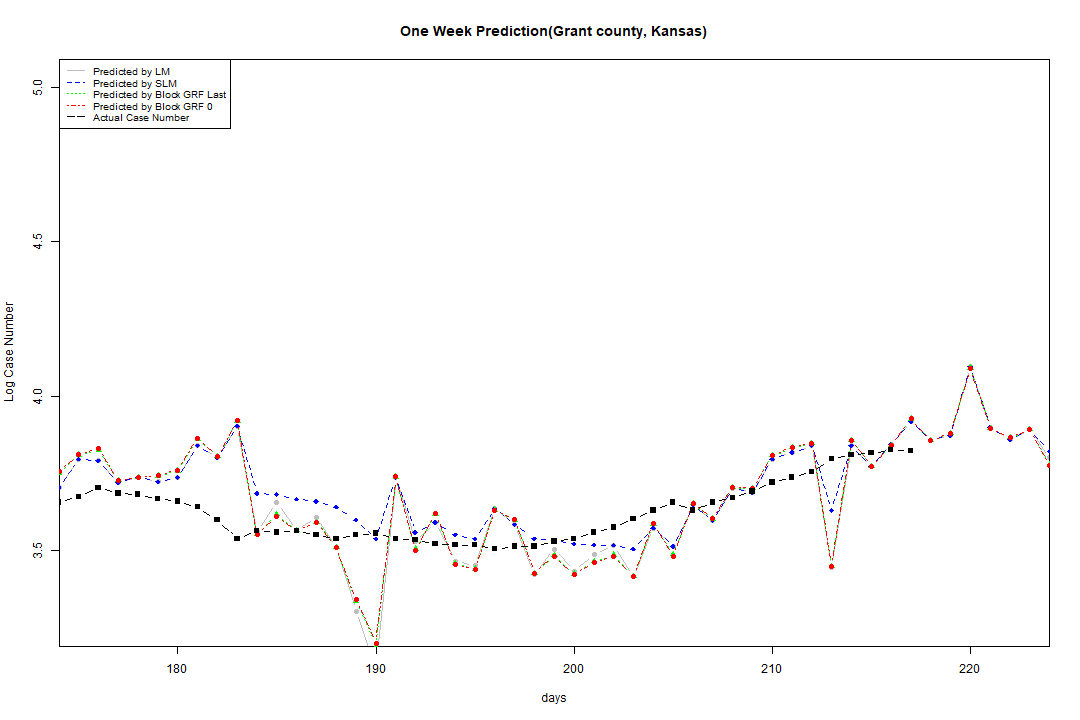 One Week Prediction(Grant county, Kansas)
Predicted by LM
Predicted by SLM
Predicted by Block GRF Last
Predicted by Block GRF 0
Actual Case Number
5.0
4.5
4.0
3.5
Log Case Number
180
190
200
210
220
days